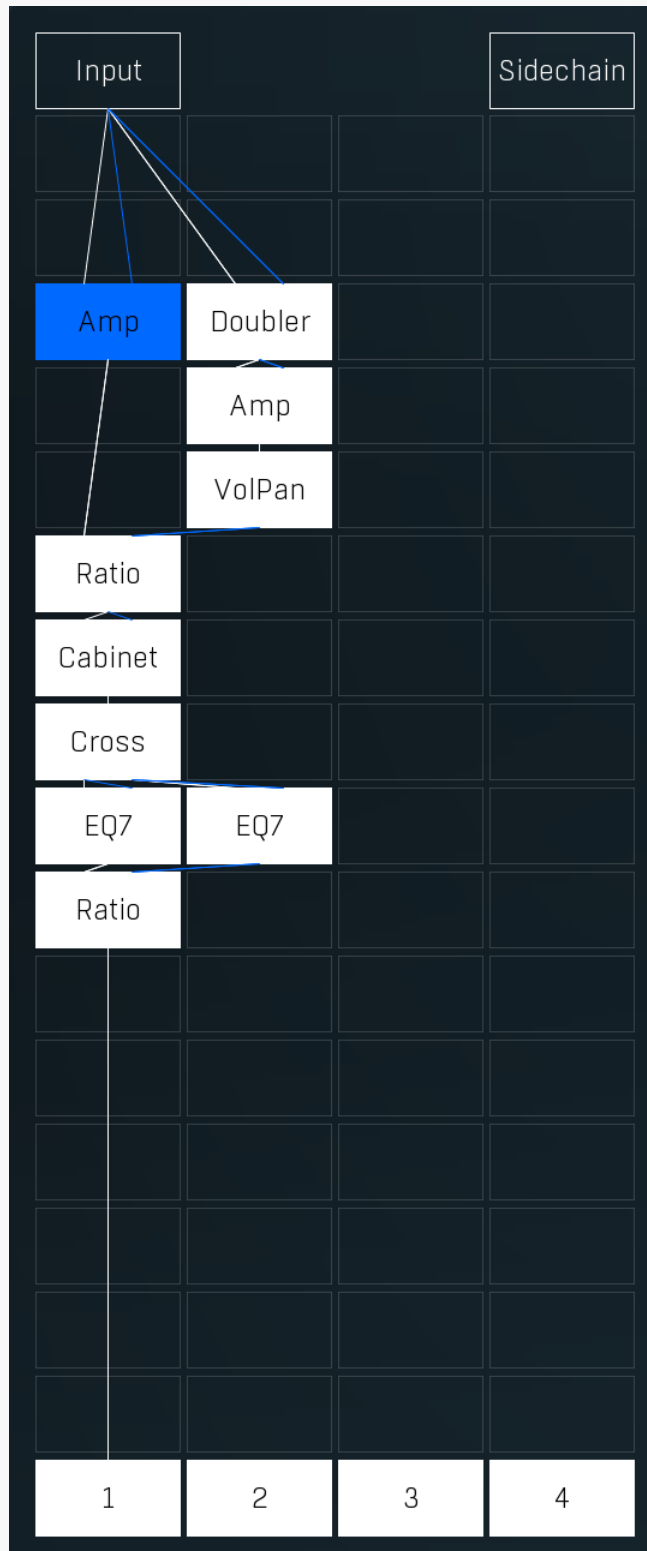 Input
Sidechain
Amp
Doubler
Amp
VolPan
Ratio
Cabinet
Cross
EQ7
EQ7
Ratio
1
2
3
4